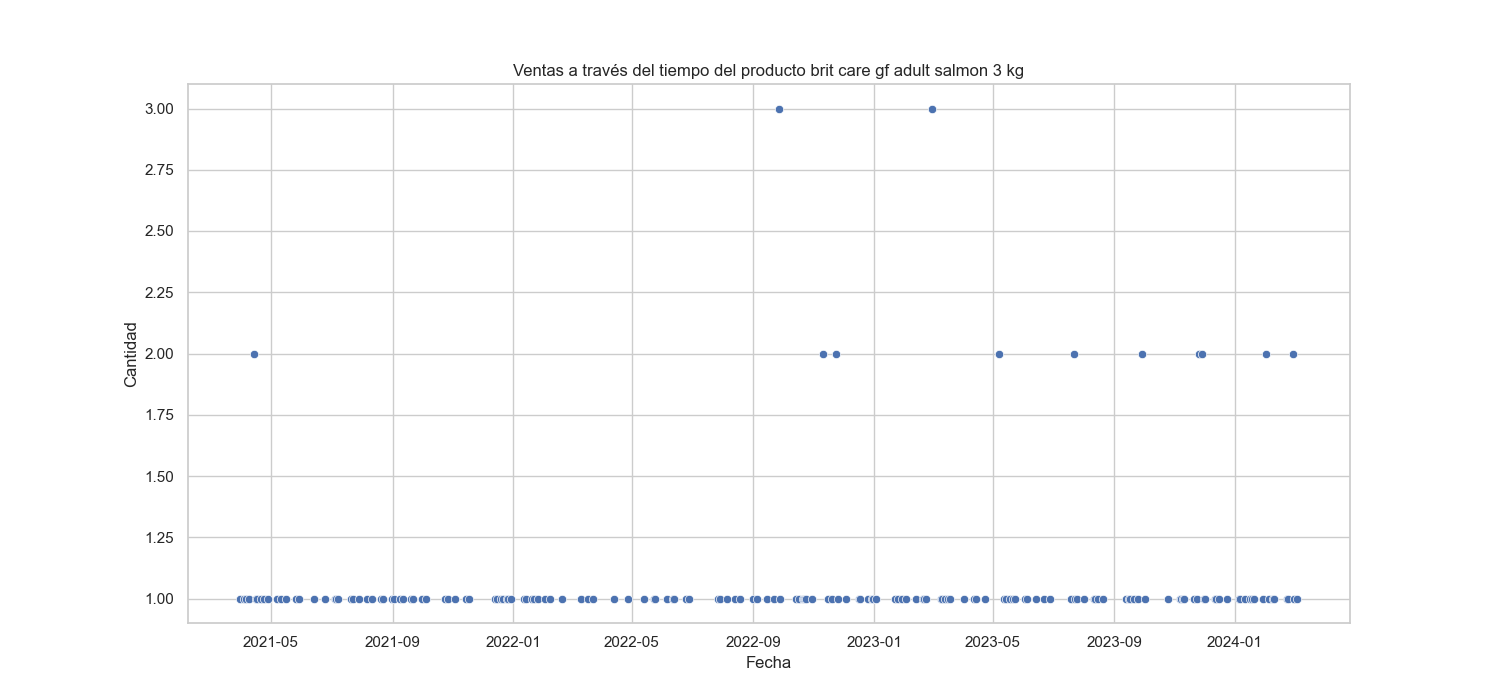 Ventas a través del tiempo del producto brit care gf adult salmon 3 kg
3.00
2.75
2.50
2.25
2.00
1.75
1.50
1.25
1.00
Cantidad
2021-05 2021-09 2022-01 2022-05 2022-09 2023-01 2023-05 2023-09 2024-01
Fecha